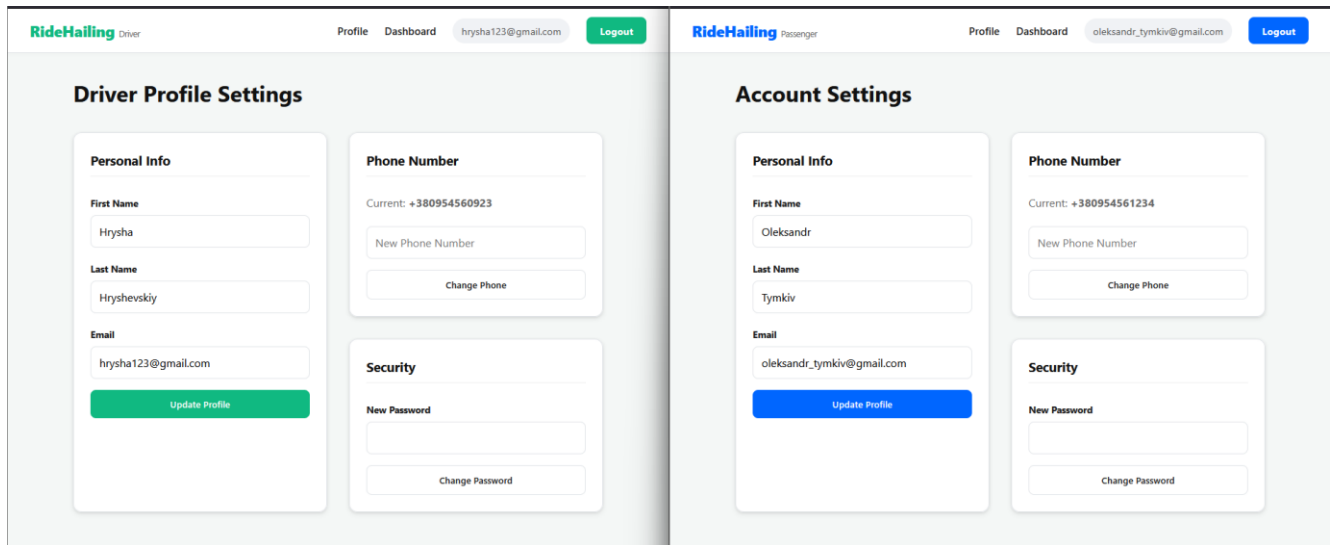 RideHailing Driver Profile Dashboard hrysha123@gmail.com Logout
Driver Profile Settings
Personal Info
First Name
Hrysha
Last Name
Hryshevskiy
Email
hrysha123@gmail.com
Update Profile
Phone Number
Current: +380954560923
New Phone Number
Change Phone
Security
New Password
Change Password
RideHailing Passenger Profile Dashboard oleksandr_tymkiv@gmail.com Logout
Account Settings
Personal Info
First Name
Oleksandr
Last Name
Tymkiv
Email
oleksandr_tymkiv@gmail.com
Update Profile
Phone Number
Current: +380954561234
New Phone Number
Change Phone
Security
New Password
Change Password